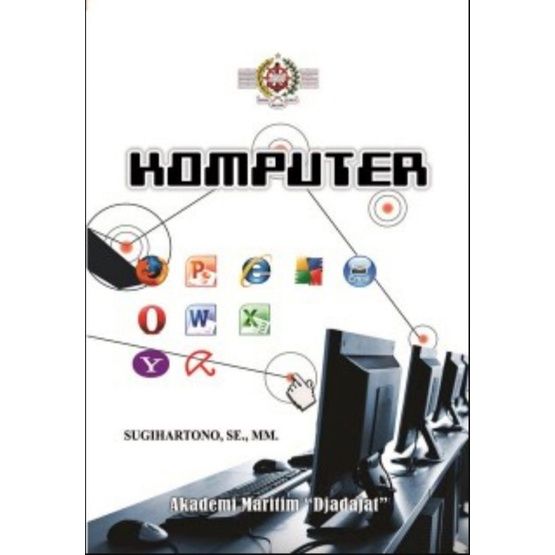 KOMPUTER
SUGIHARTONO, SE., MM.
Akademi Maritim "Djadajat"